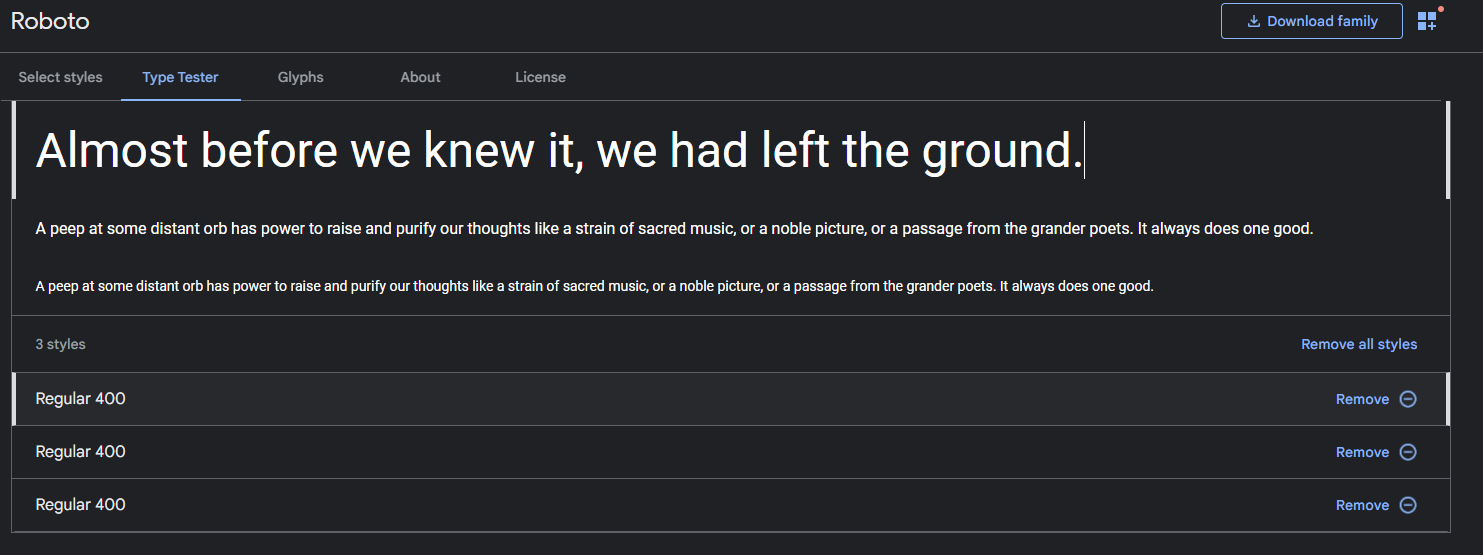 Roboto
Download family
Select styles
Type Tester
Glyphs
About
License
Almost before we knew it, we had left the ground.
A peep at some distant orb has power to raise and purify our thoughts like a strain of sacred music, or a noble picture, or a passage from the grander poets. It always does one good.
A peep at some distant orb has power to raise and purify our thoughts like a strain of sacred music, or a noble picture, or a passage from the grander poets. It always does one good.
3 styles
Remove all styles
Regular 400
Remove
Regular 400
Remove
Regular 400
Remove